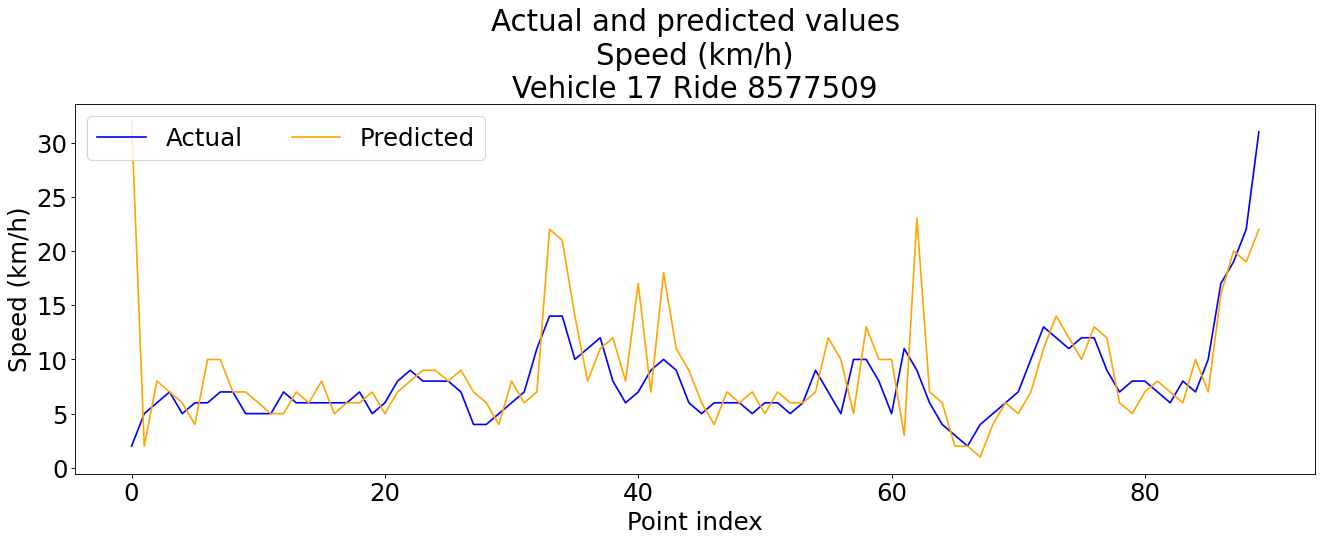 Actual and predicted values
Speed (km/h)
Vehicle 17 Ride 8577509
Actual
Predicted
Speed (km/h)
30
25
20
15
10
5
0
0
20
40
60
80
Point index